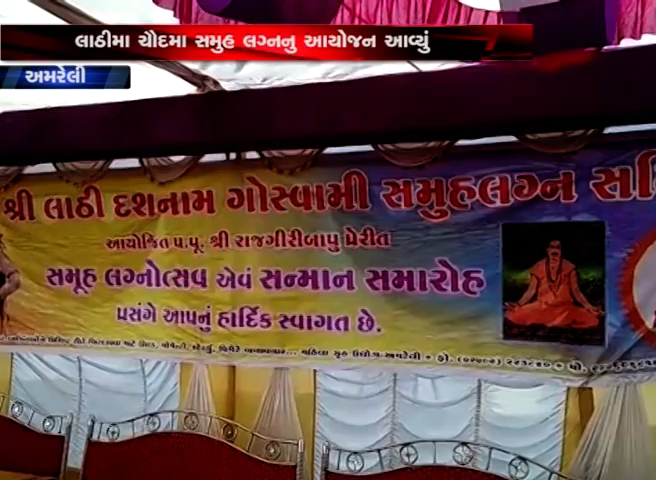 લાઠીમા ચૌદમા સમુહ લગ્નનુ આયોજન આવ્યું
અમરેલી
શ્રી લાઠી દશનામ ગોસ્વામી સમુહલગ્ન
આયોજિત પ.પૂ. શ્રી રાજગીરીબાપુ પ્રેરીત
સમૂહ લગ્નોત્સવ એવં સન્માન સમારોહ
પ્રસંગે આપનું હાર્દિક સ્વાગત છે.